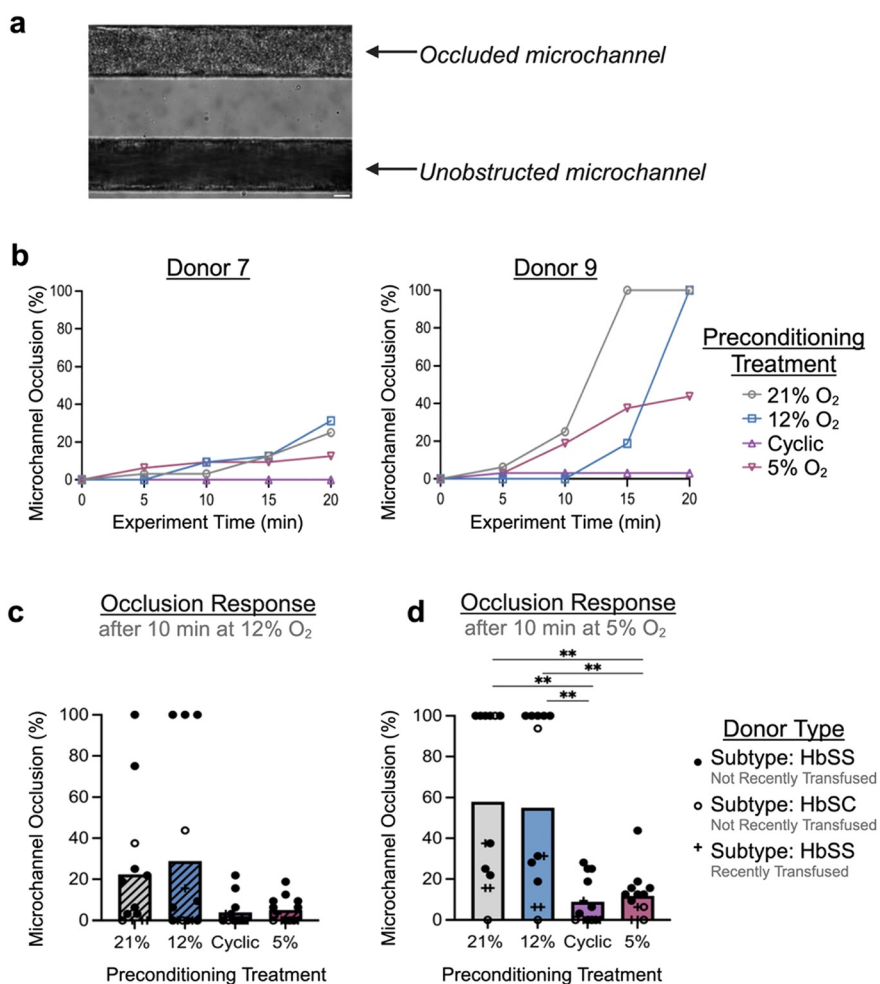 a
Occluded microchannel
Unobstructed microchannel
b
Donor 7
Microchannel Occlusion (%)
100
80
60
40
20
0
0 5 10 15 20
Experiment Time (min)
Donor 9
Microchannel Occlusion (%)
100
80
60
40
20
0
0 5 10 15 20
Experiment Time (min)
Preconditioning
Treatment
21% O₂
12% O₂
Cyclic
5% O₂
c
Occlusion Response
after 10 min at 12% O₂
Microchannel Occlusion (%)
100
80
60
40
20
0
21% 12% Cyclic 5%
Preconditioning Treatment
d
Occlusion Response
after 10 min at 5% O₂
**
**
**
**
Microchannel Occlusion (%)
100
80
60
40
20
0
21% 12% Cyclic 5%
Preconditioning Treatment
Donor Type
Subtype: HbSS
Not Recently Transfused
Subtype: HbSC
Not Recently Transfused
Subtype: HbSS
Recently Transfused